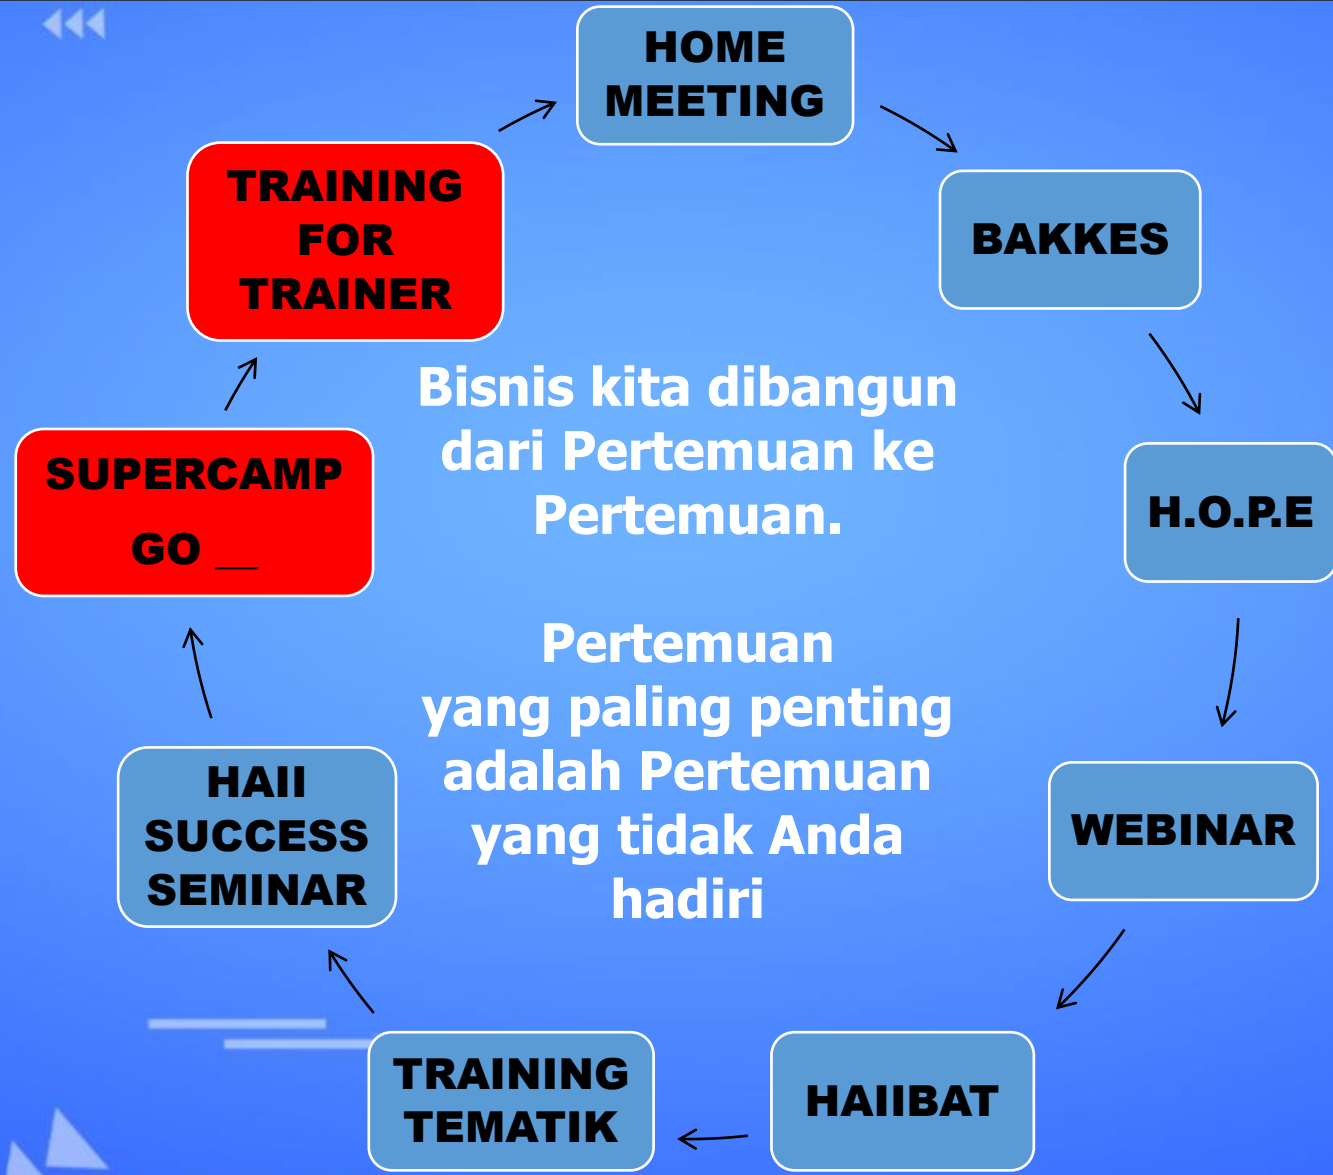 HOME
MEETING
BAKKES
H.O.P.E
WEBINAR
HAIIBAT
TRAINING
TEMATIK
HAII
SUCCESS
SEMINAR
SUPERCAMP
GO __
TRAINING
FOR
TRAINER
Bisnis kita dibangun
dari Pertemuan ke
Pertemuan.
Pertemuan
yang paling penting
adalah Pertemuan
yang tidak Anda
hadiri